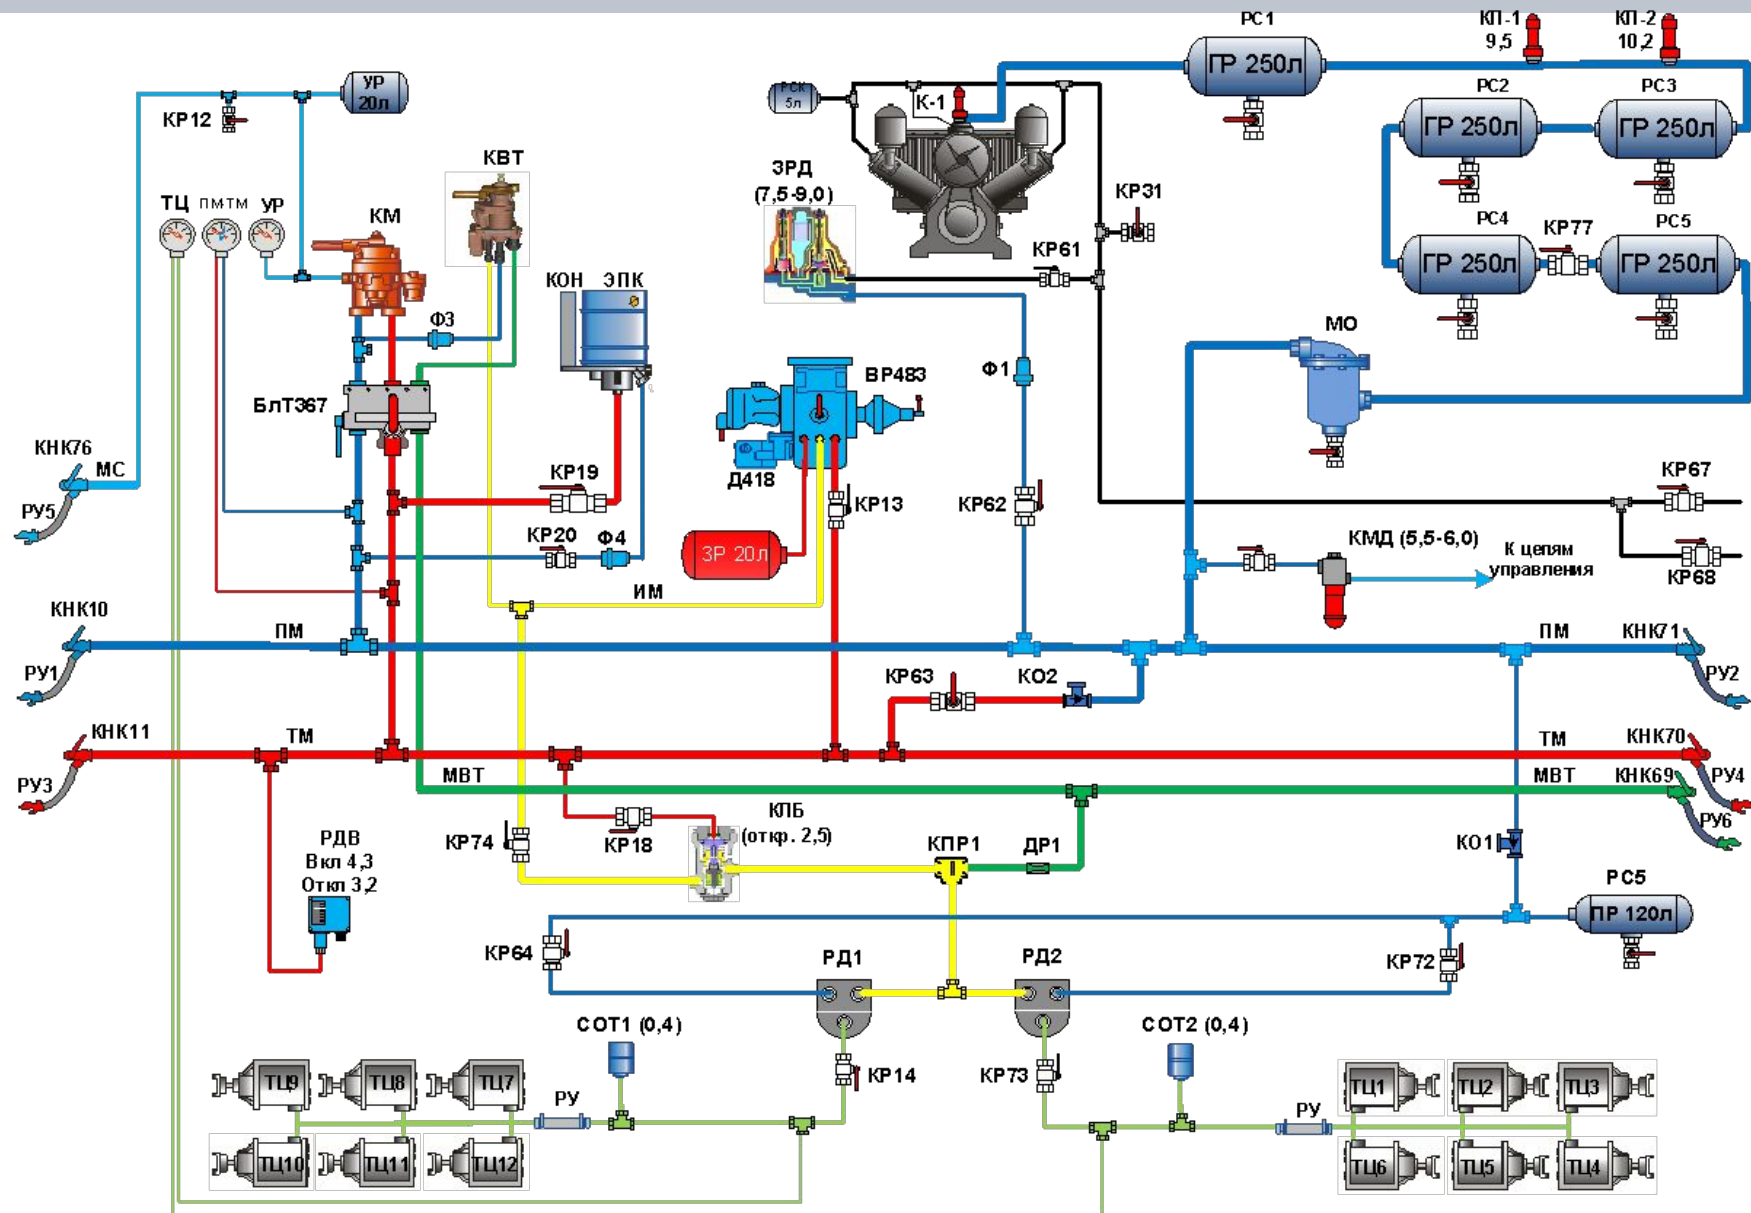 РС1
КП-1
9,5
КП-2
10,2
ГР 250л
УР
20л
КР12
РСК
5л
К-1
РС2
РС3
ГР 250л
ГР 250л
КВТ
ЗРД
(7,5-9,0)
КР31
ТЦ
ПМ
ТМ
УР
КМ
РС4
КР77
РС5
ГР 250л
ГР 250л
КР61
КОН
ЭПК
Ф3
МО
Ф1
ВР483
БлТ367
КНК76
МС
КР19
Д418
КР13
КР62
КР67
РУ5
КР20
Ф4
ЗР 20л
КМД (5,5-6,0)
К цепям
управления
КР68
ИМ
КНК10
ПМ
ПМ
КНК71
РУ1
КР63
КО2
РУ2
КНК11
ТМ
ТМ
КНК70
РУ3
МВТ
МВТ
КНК69
РУ4
РУ6
КЛБ
(откр. 2,5)
КР74
КР18
КПР1
ДР1
КО1
РДВ
Вкл 4,3
Откл 3,2
РС5
ПР 120л
КР64
РД1
РД2
КР72
СОТ1 (0,4)
СОТ2 (0,4)
КР14
КР73
ТЦ9
ТЦ8
ТЦ7
РУ
РУ
ТЦ1
ТЦ2
ТЦ3
ТЦ10
ТЦ11
ТЦ12
ТЦ6
ТЦ5
ТЦ4